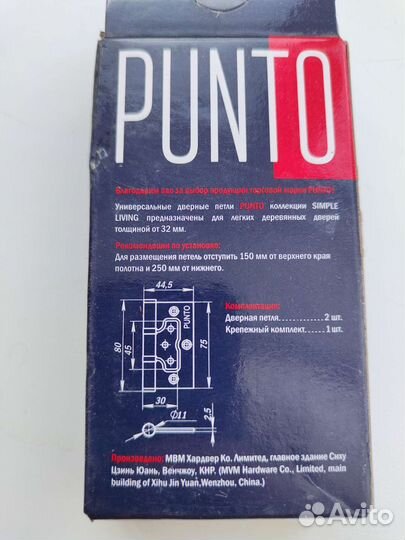 PUNTO
Благодарим вас за выбор продукции торговой марки PUNTO!
Универсальные дверные петли PUNTO коллекции SIMPLE
LIVING предназначены для легких деревянных дверей
толщиной от 32 мм.
Рекомендации по установке:
Для размещения петель отступить 150 мм от верхнего края
полотна и 250 мм от нижнего.
44,5
80
45
PUNTO
75
30
Ø11
2,5
Комплектация:
Дверная петля............2 шт.
Крепежный комплект.....1 шт.
Произведено: МВМ Хардвер Ко. Лимитед, главное здание Сиху
Цзинь Юань, Венчжоу, КНР. (MVM Hardware Co., Limited, main
building of Xihu Jin Yuan,Wenzhou, China.)
Avito